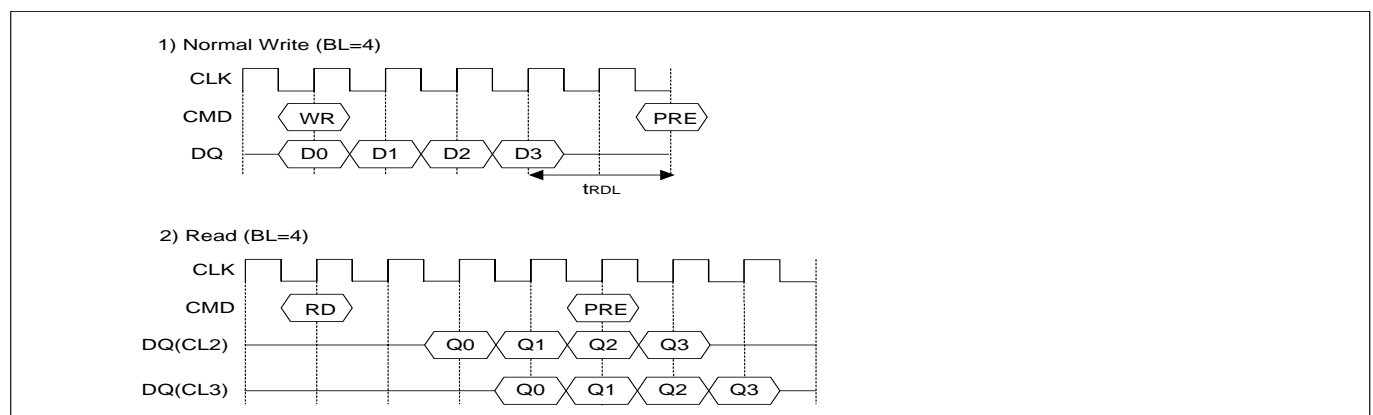 1) Normal Write (BL=4)
CLK
CMD WR PRE
DQ D0 D1 D2 D3
tRDL
2) Read (BL=4)
CLK
CMD RD PRE
DQ(CL2) Q0 Q1 Q2 Q3
DQ(CL3) Q0 Q1 Q2 Q3